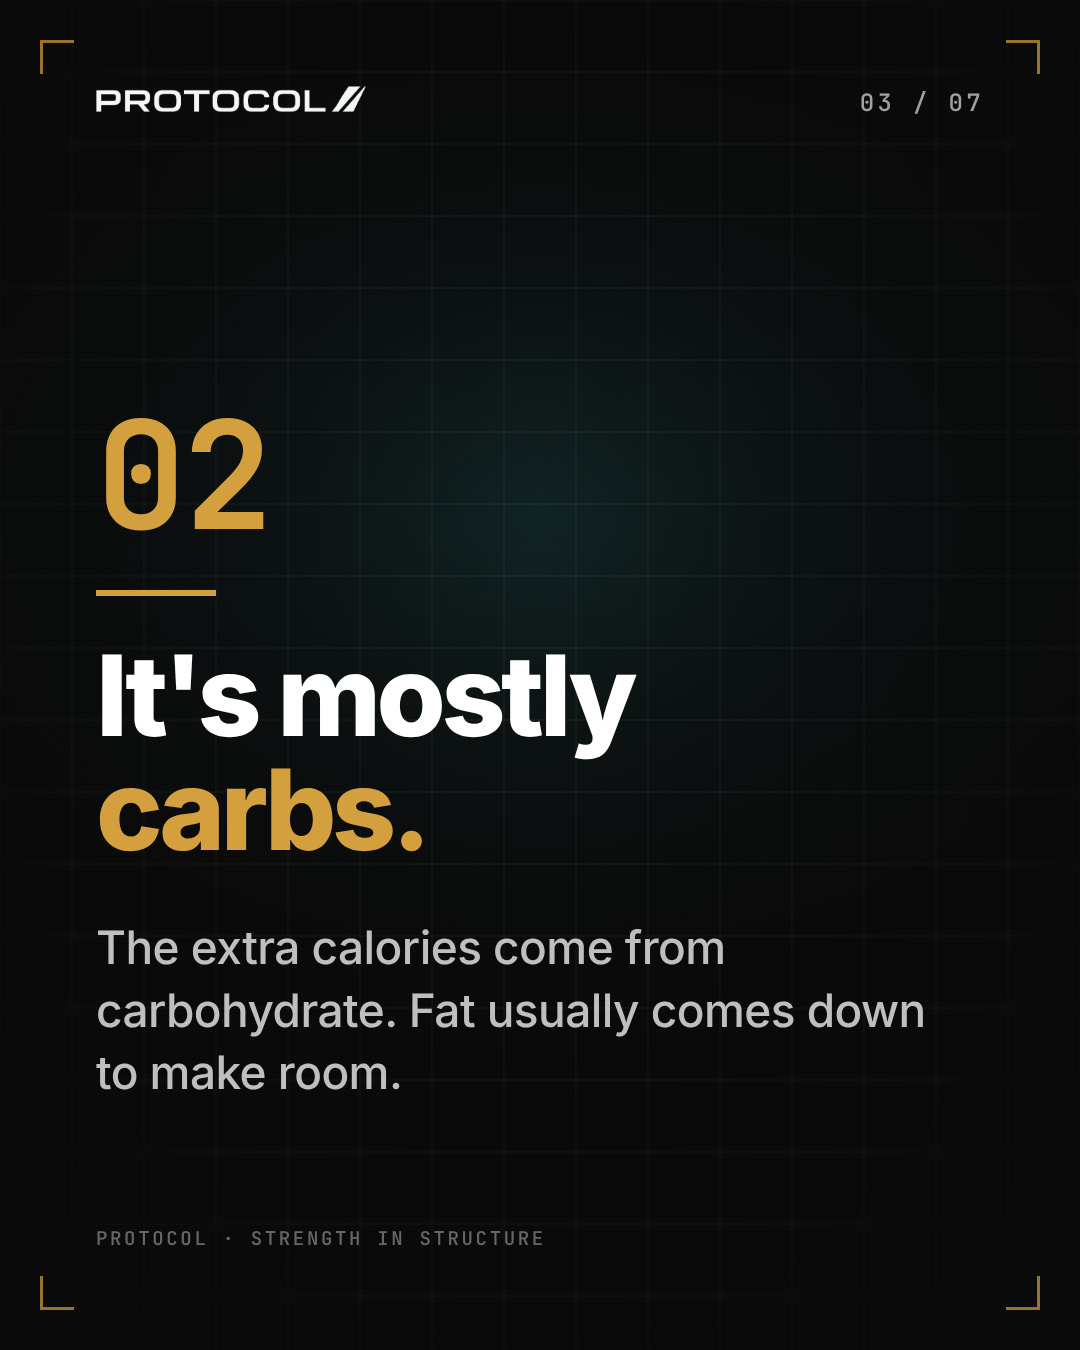 PROTOCOL
03 / 07
02
It's mostly
carbs.
The extra calories come from
carbohydrate. Fat usually comes down
to make room.
PROTOCOL · STRENGTH IN STRUCTURE